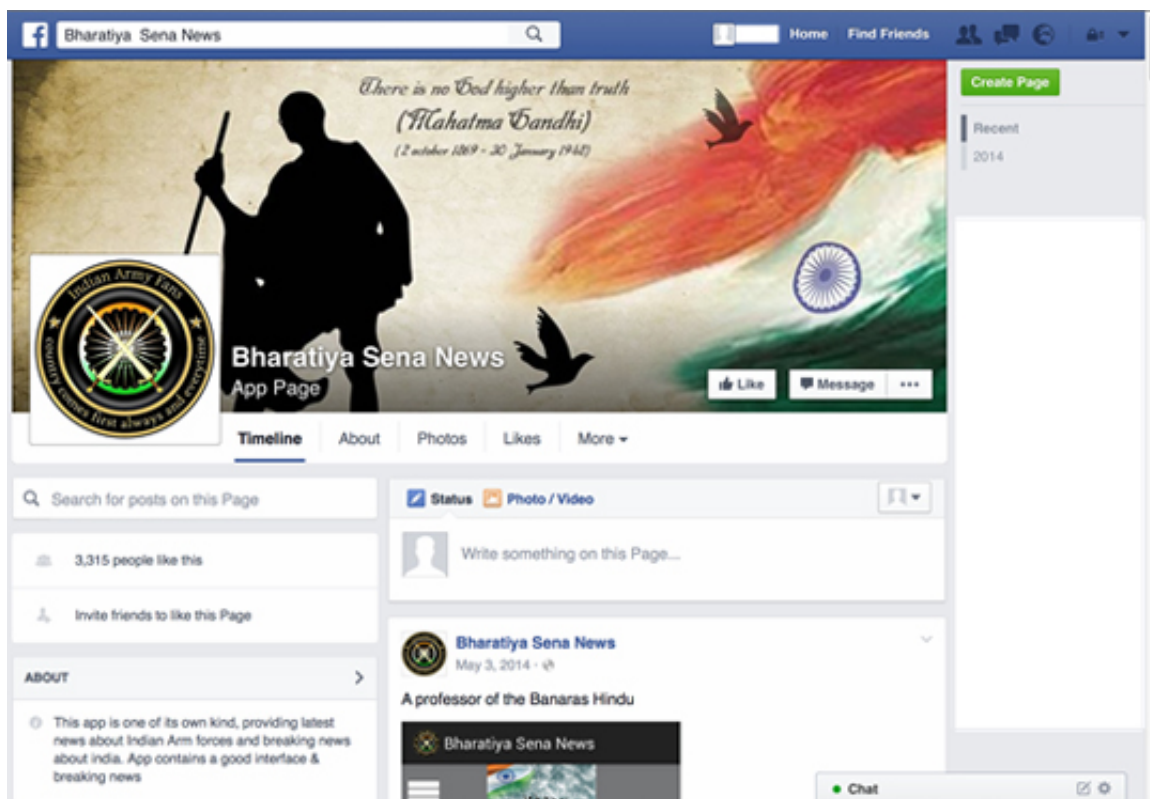 Bharatiya Sena News
Home Find Friends
There is no God higher than truth
(Mahatma Gandhi)
(2 october 1869 - 30 January 1948)
Create Page
Recent
2014
Indian Army Fans
country comes first always and everytime
Bharatiya Sena News
App Page
Like Message
Timeline About Photos Likes More
Search for posts on this Page
Status Photo / Video
Write something on this Page...
3,315 people like this
Invite friends to like this Page
ABOUT
This app is one of its own kind, providing latest
news about Indian Arm forces and breaking news
about india. App contains a good interface &
breaking news
Bharatiya Sena News
May 3, 2014
A professor of the Banaras Hindu
Bharatiya Sena News
Chat